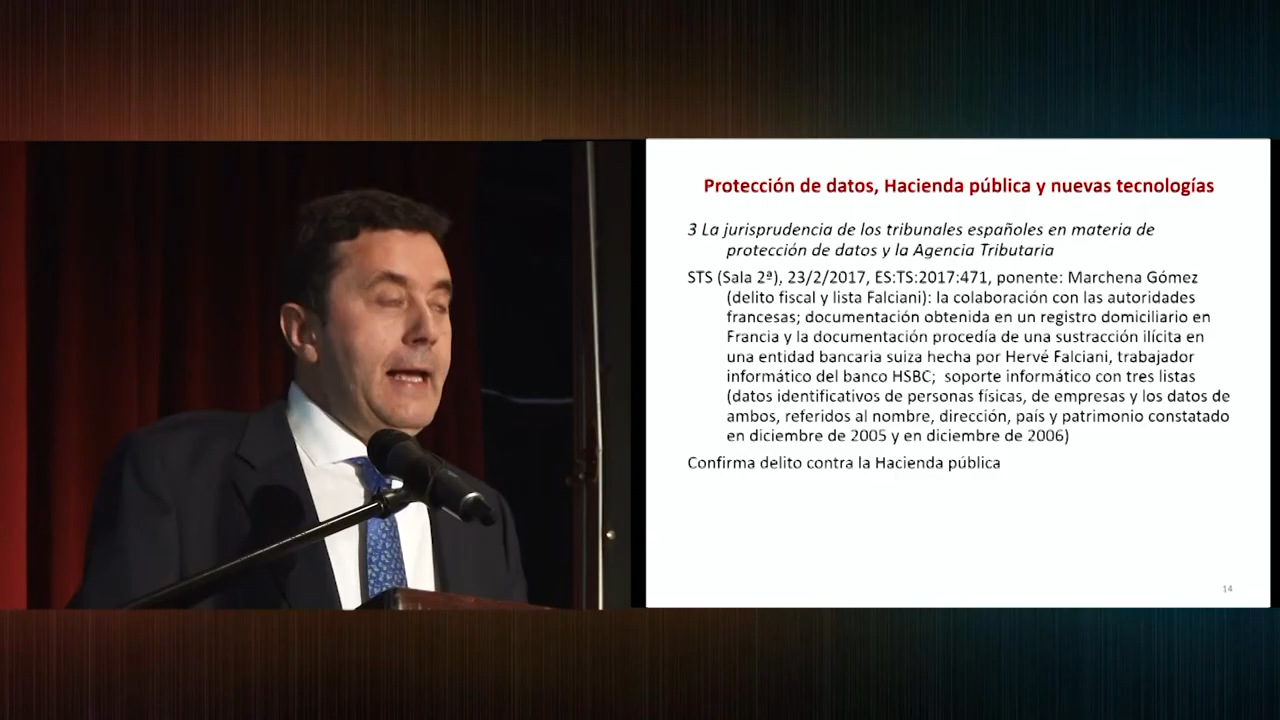 Protección de datos, Hacienda pública y nuevas tecnologías
3 La jurisprudencia de los tribunales españoles en materia de
protección de datos y la Agencia Tributaria
STS (Sala 2ª), 23/2/2017, ES:TS:2017:471, ponente: Marchena Gómez
(delito fiscal y lista Falciani): la colaboración con las autoridades
francesas; documentación obtenida en un registro domiciliario en
Francia y la documentación procedía de una sustracción ilícita en
una entidad bancaria suiza hecha por Hervé Falciani, trabajador
informático del banco HSBC; soporte informático con tres listas
(datos identificativos de personas físicas, de empresas y los datos de
ambos, referidos al nombre, dirección, país y patrimonio constatado
en diciembre de 2005 y en diciembre de 2006)
Confirma delito contra la Hacienda pública
14